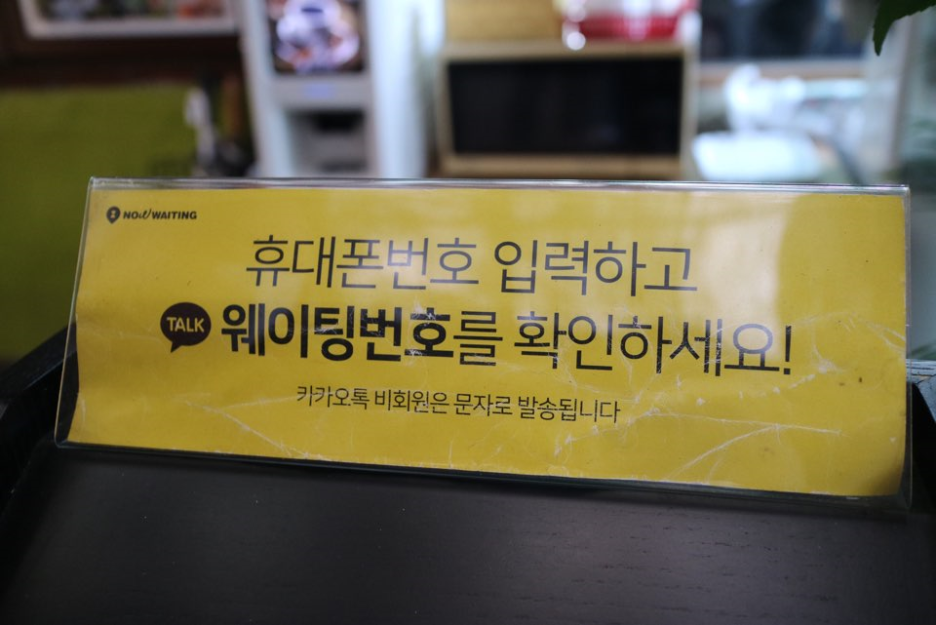 NOW WAITING
휴대폰번호 입력하고
TALK 웨이팅번호를 확인하세요!
카카오톡 비회원은 문자로 발송됩니다